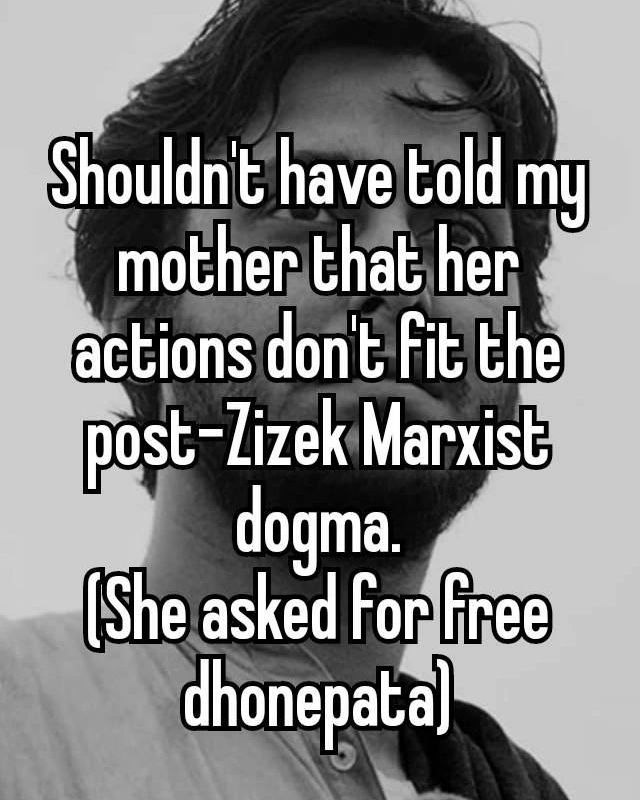 Shouldn't have told my
mother that her
actions don't fit the
post-Zizek Marxist
dogma.
(She asked for free
dhonepata)